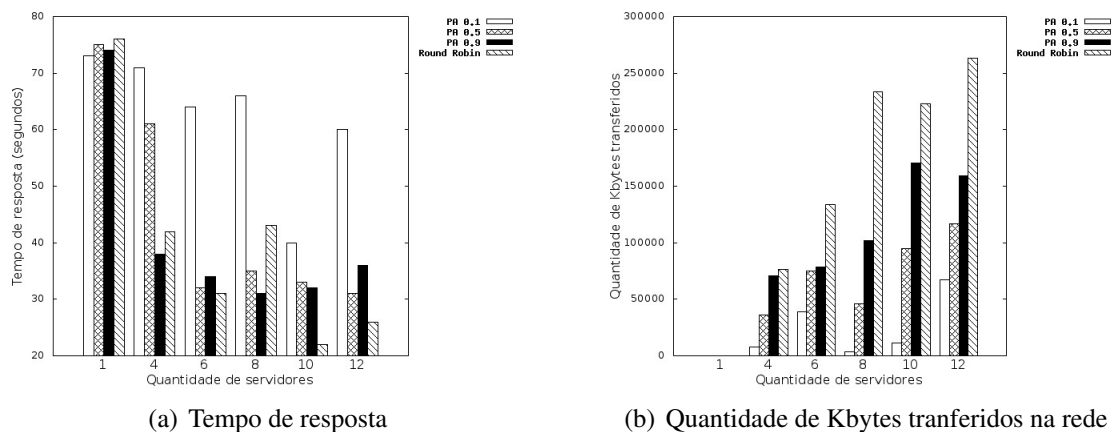 80
70
60
50
40
30
20
1
4
6
8
10
12
Quantidade de servidores
Tempo de resposta (segundos)
PA 0.1
PA 0.5
PA 0.9
Round Robin
(a) Tempo de resposta
300000
250000
200000
150000
100000
50000
0
1
4
6
8
10
12
Quantidade de servidores
Quantidade de Kbytes transferidos
PA 0.1
PA 0.5
PA 0.9
Round Robin
(b) Quantidade de Kbytes tranferidos na rede